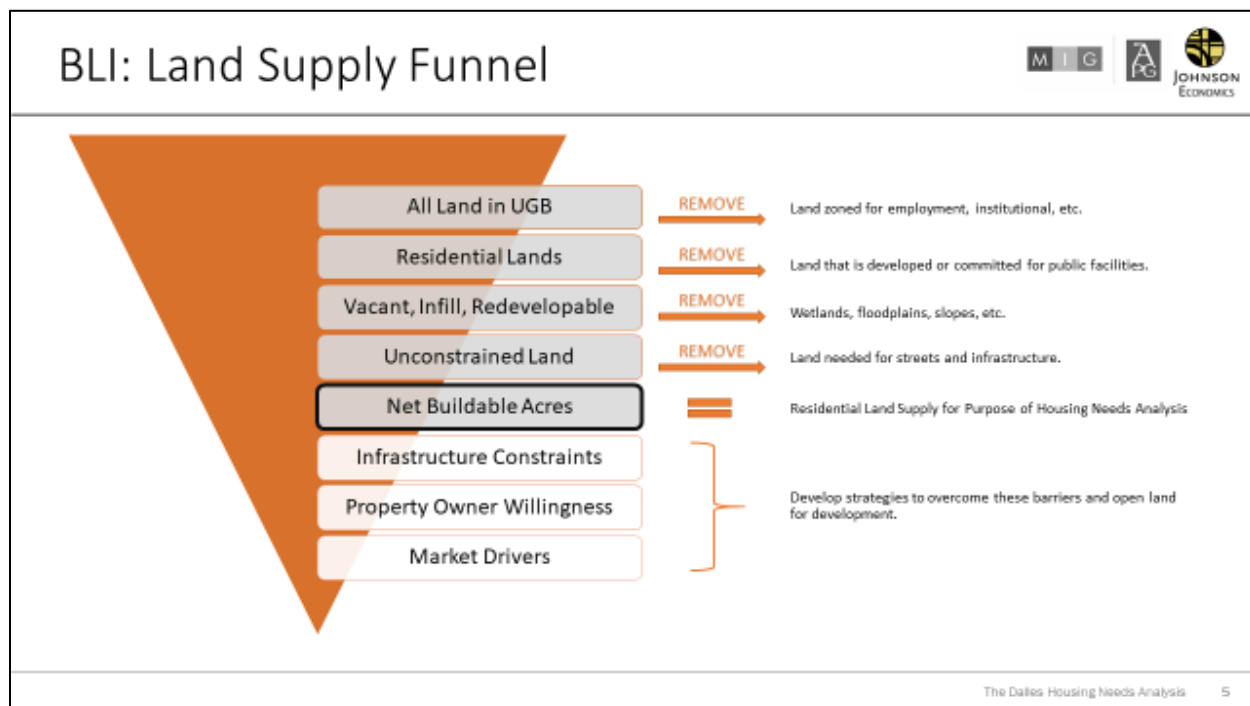 BLI: Land Supply Funnel
M I G
APG
JOHNSON
ECONOMICS
All Land in UGB
REMOVE
Land zoned for employment, institutional, etc.
Residential Lands
REMOVE
Land that is developed or committed for public facilities.
Vacant, Infill, Redevelopable
REMOVE
Wetlands, floodplains, slopes, etc.
Unconstrained Land
REMOVE
Land needed for streets and infrastructure.
Net Buildable Acres
Residential Land Supply for Purpose of Housing Needs Analysis
Infrastructure Constraints
Property Owner Willingness
Develop strategies to overcome these barriers and open land
for development.
Market Drivers
The Dalles Housing Needs Analysis 5